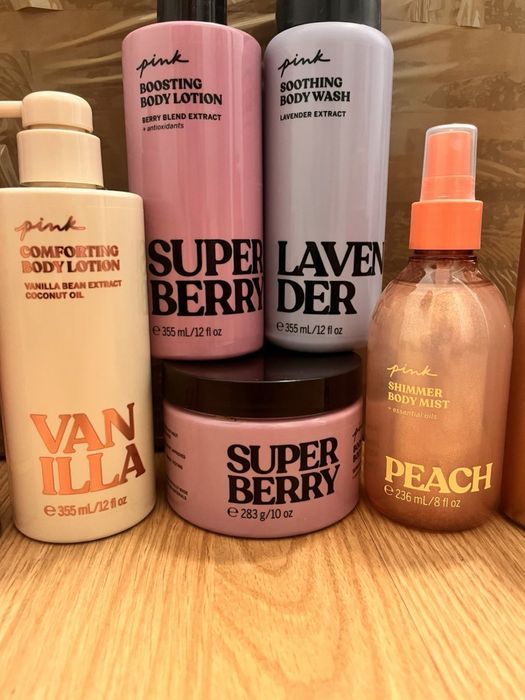 pink
COMFORTING
BODY LOTION
VANILLA BEAN EXTRACT
COCONUT OIL
VAN
ILLA
℮ 355 mL/12 fl oz
pink
BOOSTING
BODY LOTION
BERRY BLEND EXTRACT
+ antioxidants
SUPER
BERRY
℮ 355 mL/12 fl oz
pink
SOOTHING
BODY WASH
LAVENDER EXTRACT
LAVEN
DER
℮ 355 mL/12 fl oz
SUPER
BERRY
℮ 283 g/10 oz
pink
SHIMMER
BODY MIST
+ essential oils
PEACH
℮ 236 mL/8 fl oz